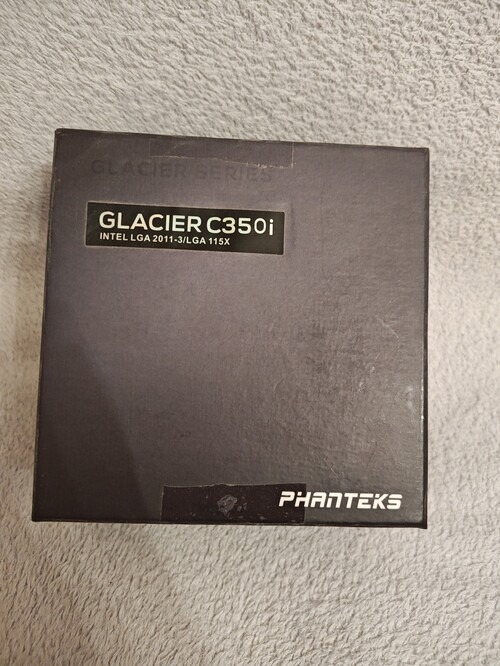 GLACIER SERIES
GLACIER C350i
INTEL LGA 2011-3/LGA 115X
PHANTEKS